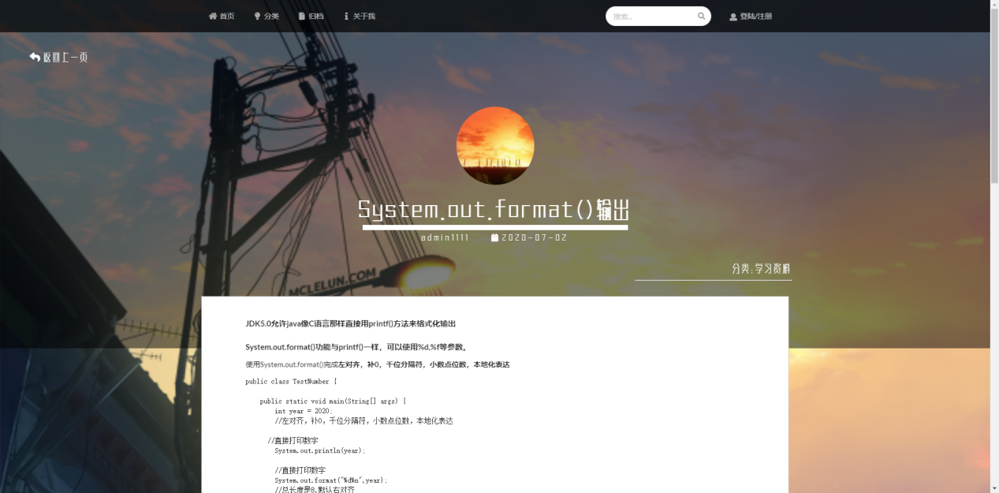 首页 分类 归档 关于我 搜索... 登陆/注册
返回上一页
System.out.format()输出
admin1111 2020-07-02
分类:学习资料
MCLELUN.COM
JDK5.0允许java像C语言那样直接用printf()方法来格式化输出
System.out.format()功能与printf()一样，可以使用%d,%f等参数。
使用System.out.format()完成左对齐，补0，千位分隔符，小数点位数，本地化表达
public class TestNumber {
public static void main(String[] args) {
int year = 2020;
//左对齐，补0，千位分隔符，小数点位数，本地化表达
//直接打印数字
System.out.println(year);
//直接打印数字
System.out.format("%d%n",year);
//总长度是8,默认右对齐